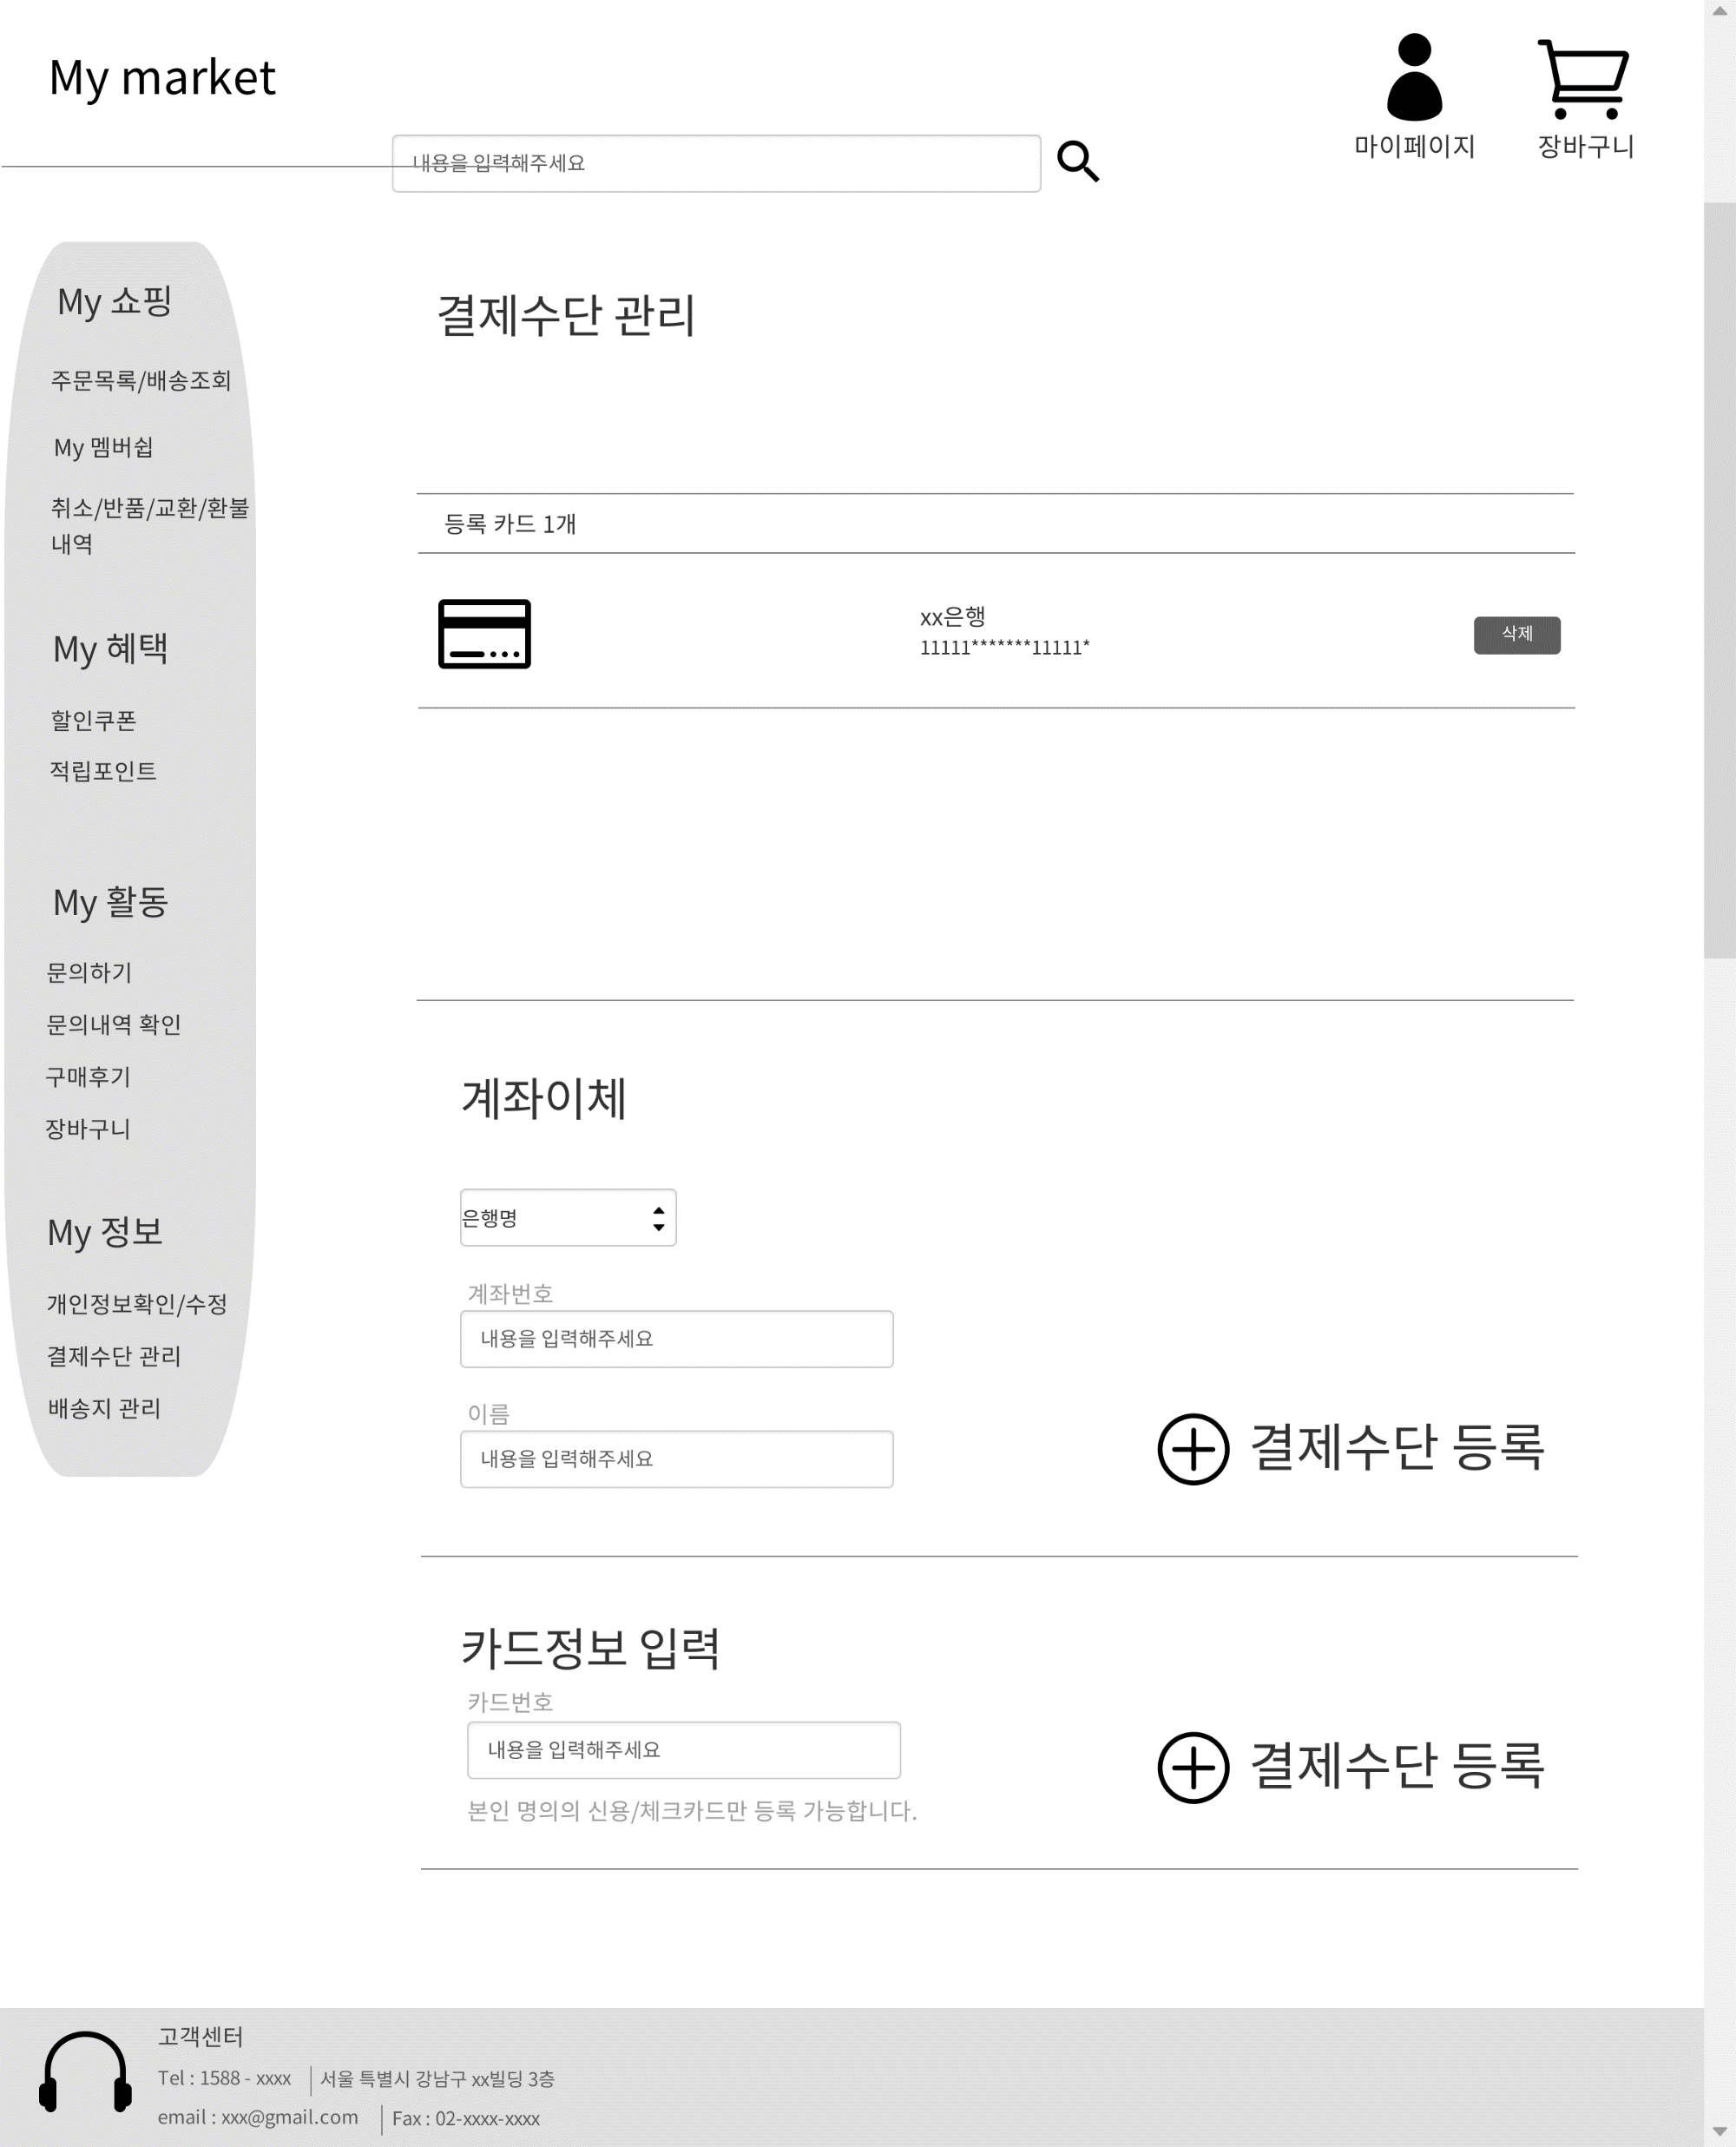 My market
마이페이지
장바구니
내용을 입력해주세요
My 쇼핑
주문목록/배송조회
My 멤버쉽
취소/반품/교환/환불
내역
My 혜택
할인쿠폰
적립포인트
My 활동
문의하기
문의내역 확인
구매후기
장바구니
My 정보
개인정보확인/수정
결제수단 관리
배송지 관리
결제수단 관리
등록 카드 1개
xx은행
11111*******11111*
삭제
계좌이체
은행명
계좌번호
내용을 입력해주세요
이름
내용을 입력해주세요
결제수단 등록
카드정보 입력
카드번호
내용을 입력해주세요
본인 명의의 신용/체크카드만 등록 가능합니다.
결제수단 등록
고객센터
Tel : 1588 - xxxx 서울 특별시 강남구 xx빌딩 3층
email : xxx@gmail.com Fax : 02-xxxx-xxxx